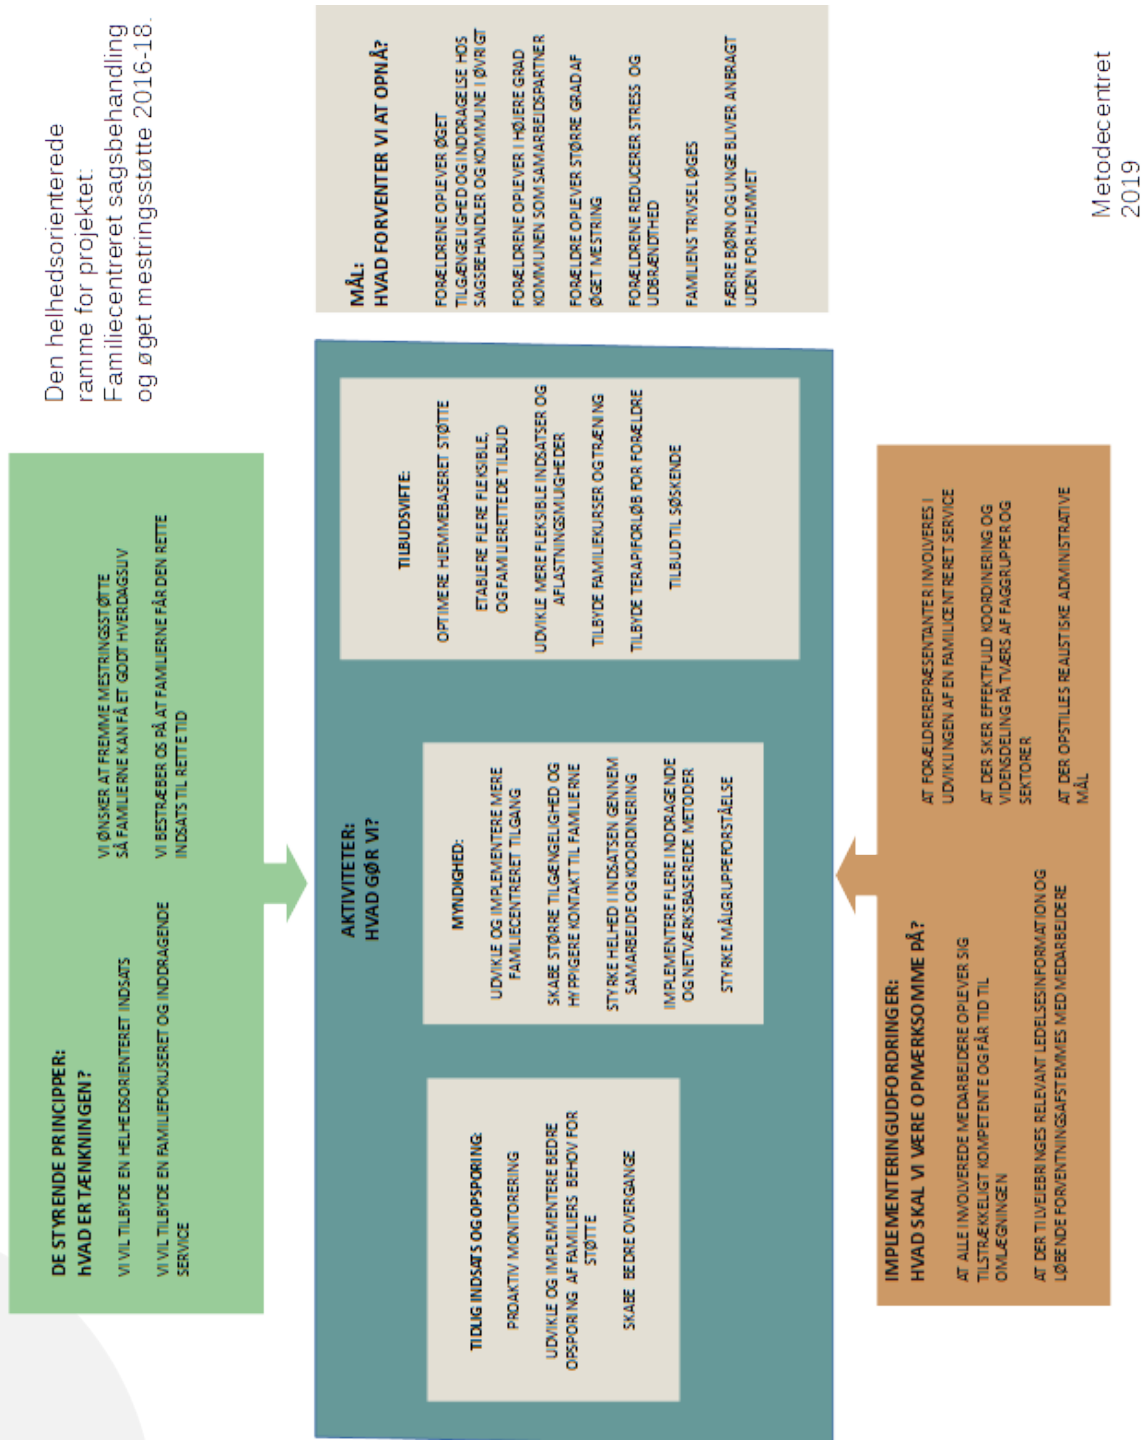 Den helhedsorienterede
ramme for projektet:
Familiecentreret sagsbehandling
og øget mestringsstøtte 2016-18.
DE STYRENDE PRINCIPPER:
hVAD ER TÆNKNINGEN?
VI VIL TILBYDE EN HELHEDSORIENTERET INDSATS
VI VIL TILBYDE EN FAMILIEFOKUSERET OG INDDRAGENDE
SERVICE
VI ØNSKER AT FREMME MESTRINGSSTØTTE
SÅ FAMILIERNE KAN FÅ ET GODT HVERDAGSLIV
VI BESTRÆBER OS PÅ AT FAMILIERNE FÅR DEN RETTE
INDSATS TIL RETTE TID
AKTIVITETER:
HVAD GØR VI?
TIDLIG INDSATS OG OPSPORING:
PROAKTIV MONITORERING
UDVIKLE OG IMPLEMENTERE BEDRE
OPSPORING AF FAMILIERS BEHOV FOR
STØTTE
SKABE BEDRE OVERGANGE
MYNDIGHED:
UDVIKLE OG IMPLEMENTERE MERE
FAMILIECENTRERET TILGANG
SKABE STØRRE TILGÆNGELIGHED OG
HYPPIGERE KONTAKT TIL FAMILIERNE
STYRKE HELHED I INDSATSEN GENNEM
SAMARBEJDE OG KOORDINERING
IMPLEMENTERE FLERE INDDRAGENDE
OG NETVÆRKSBASEREDE METODER
STYRKE MÅLGRUPPEFORSTÅELSE
TILBUDSVIFTE:
OPTIMERE HJEMMEBASERET STØTTE
ETABLERE FLERE FLEKSIBLE,
OG FAMILIERETTEDE TILBUD
UDVIKLE MERE FLEKSIBLE INDSATSER OG
AFLASTNINGSMULIGHEDER
TILBYDE FAMILIEKURSER OG TRÆNING
TILBYDE TERAPIFORLØB FOR FORÆLDRE
TILBUD TIL SØSKENDE
MÅL:
HVAD FORVENTER VI AT OPNÅ?
FORÆLDRENE OPLEVER ØGET
TILGÆNGELIGHED OG INDDRAGELSE HOS
SAGSBEHANDLER OG KOMMUNE I ØVRIGT
FORÆLDRENE OPLEVER I HØJERE GRAD
KOMMUNEN SOM SAMARBEJDSPARTNER
FORÆLDRE OPLEVER STØRRE GRAD AF
ØGET MESTRING
FORÆLDRENE REDUCERER STRESS OG
UDBRÆNDTHED
FAMILIENS TRIVSEL ØGES
FÆRRE BØRN OG UNGE BLIVER ANBRAGT
UDEN FOR HJEMMET
IMPLEMENTERINGUDFORDRINGER:
HVAD SKAL VI VÆRE OPMÆRKSOMME PÅ?
AT ALLE INVOLVEREDE MEDARBEJDERE OPLEVER SIG
TILSTRÆKKELIGT KOMPETENTE OG FÅR TID TIL
OMLÆGNINGEN
AT DER TILVEJEBRINGES RELEVANT LEDELSESINFORMATION OG
LØBENDE FORVENTNINGSAFSTEMMES MED MEDARBEJDERE
AT FORÆLDREREPRÆSENTANTER INVOLVERES I
UDVIKLINGEN AF EN FAMILICENTRERET SERVICE
AT DER SKER EFFEKTFULD KOORDINERING OG
VIDENSDELING PÅ TVÆRS AF FAGGRUPPER OG
SEKTORER
AT DER OPSTILLES REALISTISKE ADMINISTRATIVE
MÅL
Metodecentret
2019